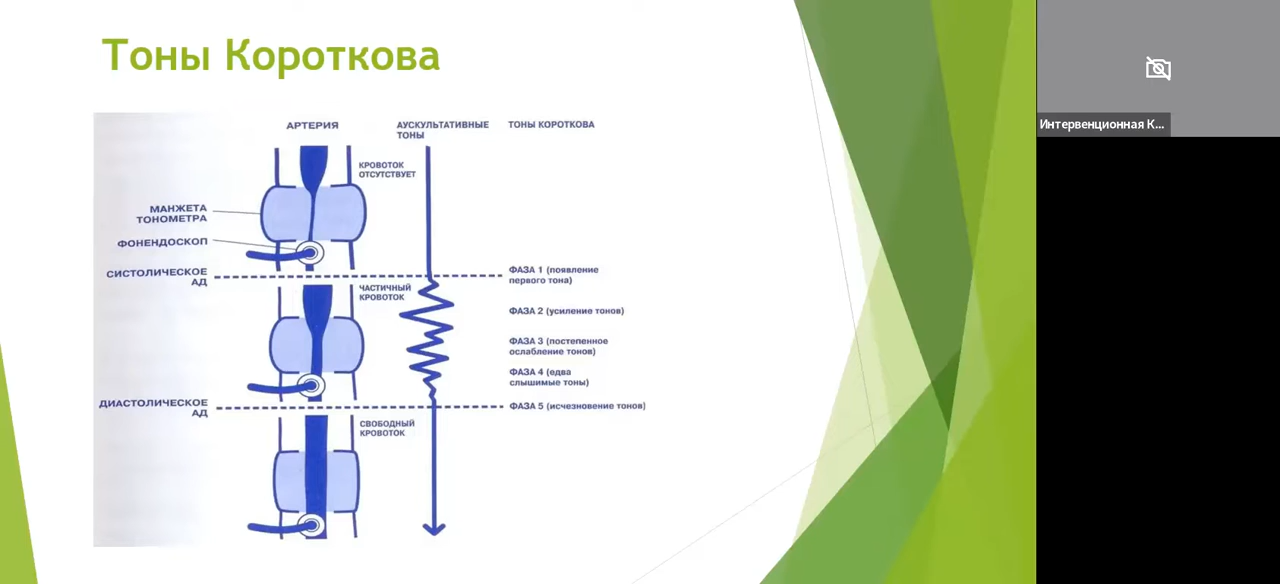 Тоны Короткова
АРТЕРИЯ
АУСКУЛЬТАТИВНЫЕ
ТОНЫ
ТОНЫ КОРОТКОВА
КРОВОТОК
ОТСУТСТВУЕТ
МАНЖЕТА
ТОНОМЕТРА
ФОНЕНДОСКОП
СИСТОЛИЧЕСКОЕ
АД
ФАЗА 1 (появление
первого тона)
ЧАСТИЧНЫЙ
КРОВОТОК
ФАЗА 2 (усиление тонов)
ФАЗА 3 (постепенное
ослабление тонов)
ФАЗА 4 (едва
слышимые тоны)
ДИАСТОЛИЧЕСКОЕ
АД
ФАЗА 5 (исчезновение тонов)
СВОБОДНЫЙ
КРОВОТОК
Интервенционная К...